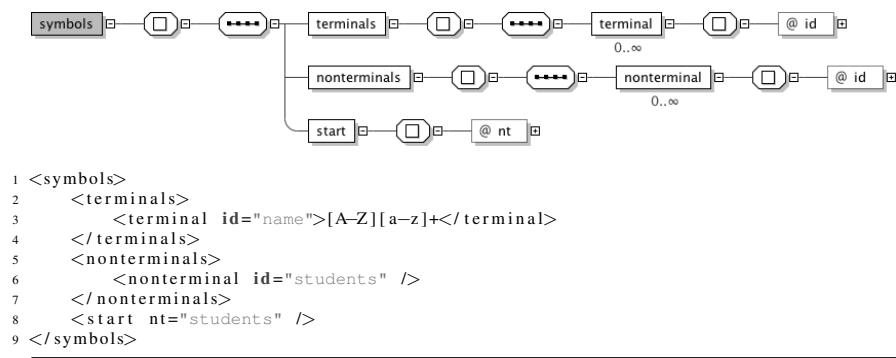 symbols terminals terminal @ id
0..∞
nonterminals nonterminal @ id
0..∞
start @ nt
1 <symbols>
2 <terminals>
3 <terminal id="name">[A–Z][a–z]+</terminal>
4 </terminals>
5 <nonterminals>
6 <nonterminal id="students" />
7 </nonterminals>
8 <start nt="students" />
9 </symbols>